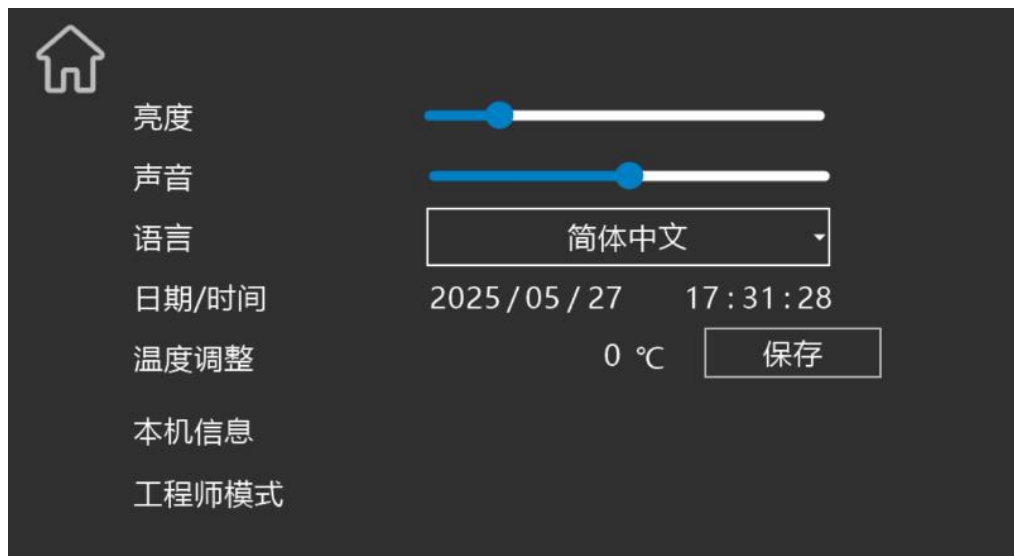 亮度
声音
语言 简体中文
日期/时间 2025/05/27 17:31:28
温度调整 0 ℃ 保存
本机信息
工程师模式